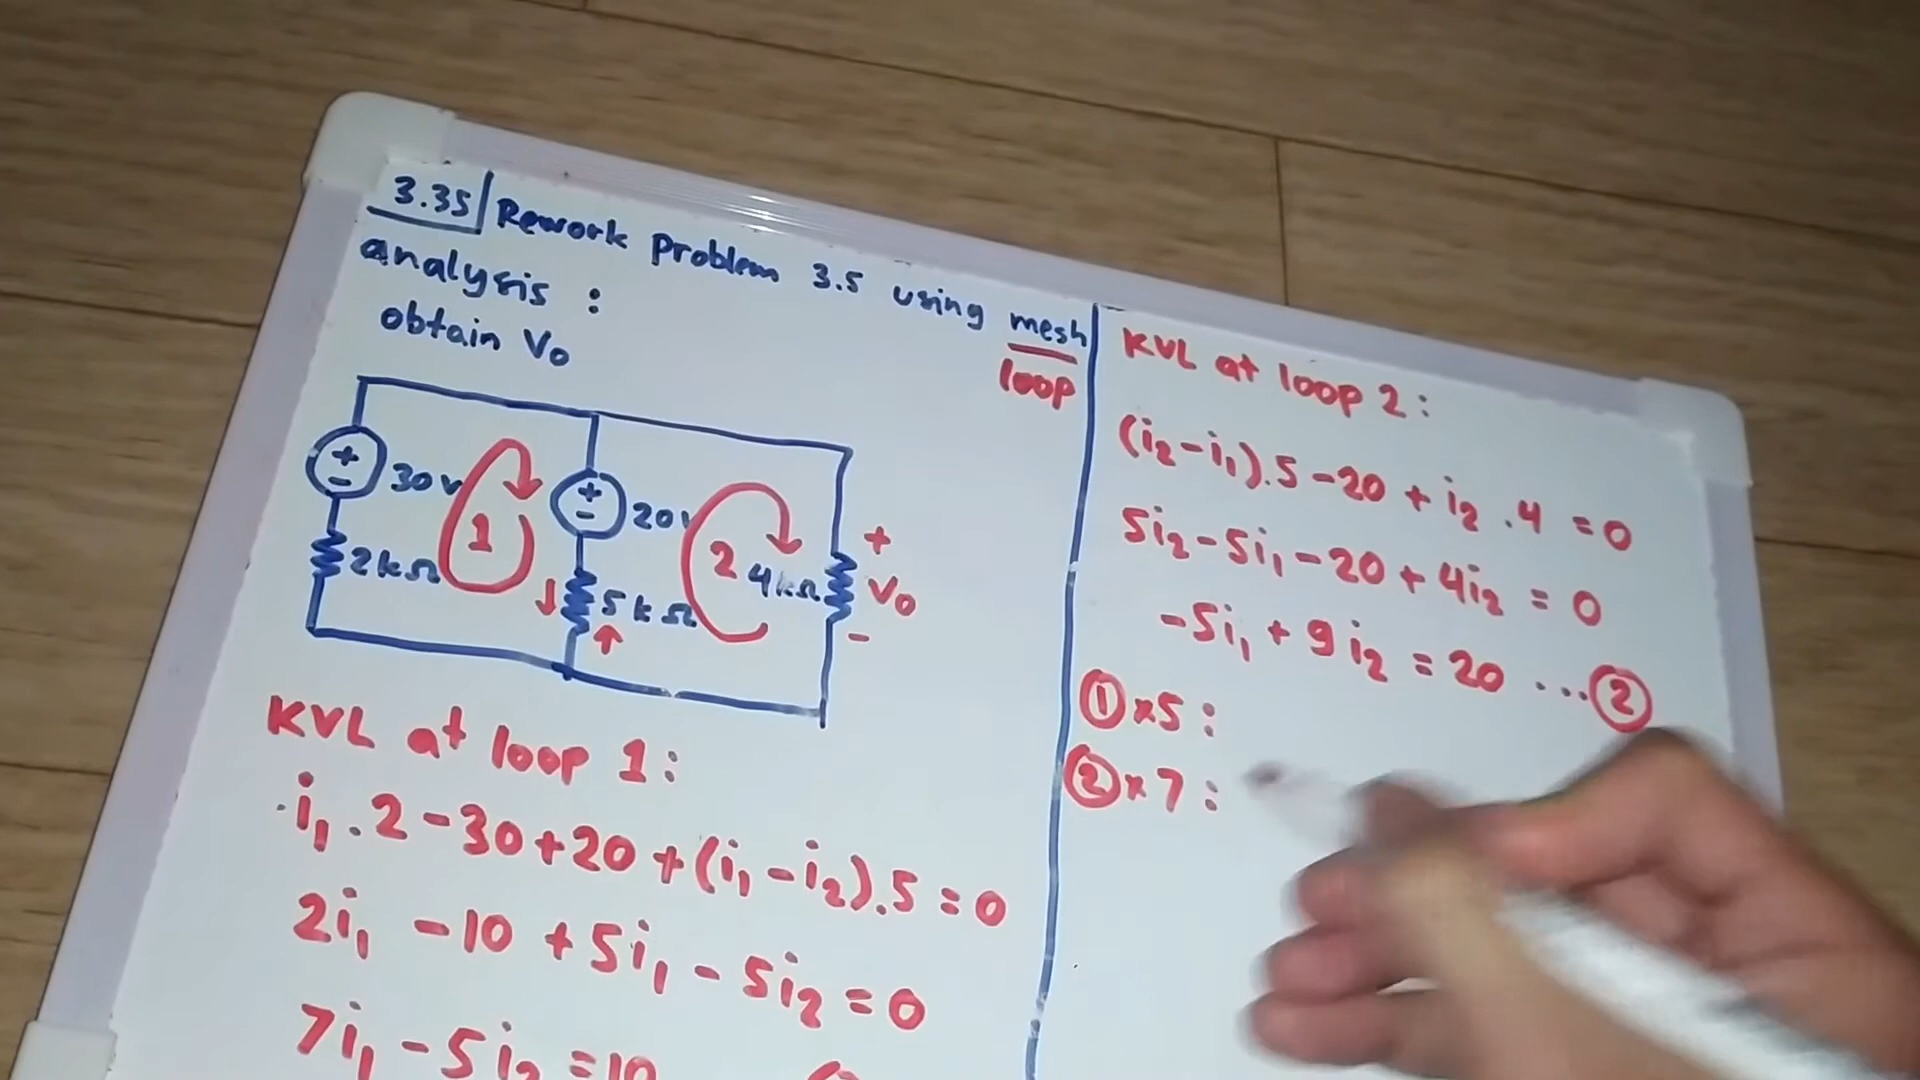 3.35 Rework Problem 3.5 using mesh
loop
analysis :
obtain Vo
+
-
30v
2kΩ
1
+
-
20v
5kΩ
2
4kΩ
+
Vo
-
KVL at loop 1:
i₁ . 2 - 30 + 20 + (i₁ - i₂).5 = 0
2i₁ - 10 + 5i₁ - 5i₂ = 0
7i₁ - 5i₂ = 10
KVL at loop 2:
(i₂ - i₁).5 - 20 + i₂ . 4 = 0
5i₂ - 5i₁ - 20 + 4i₂ = 0
-5i₁ + 9i₂ = 20 ... ②
① x5 :
② x 7 :